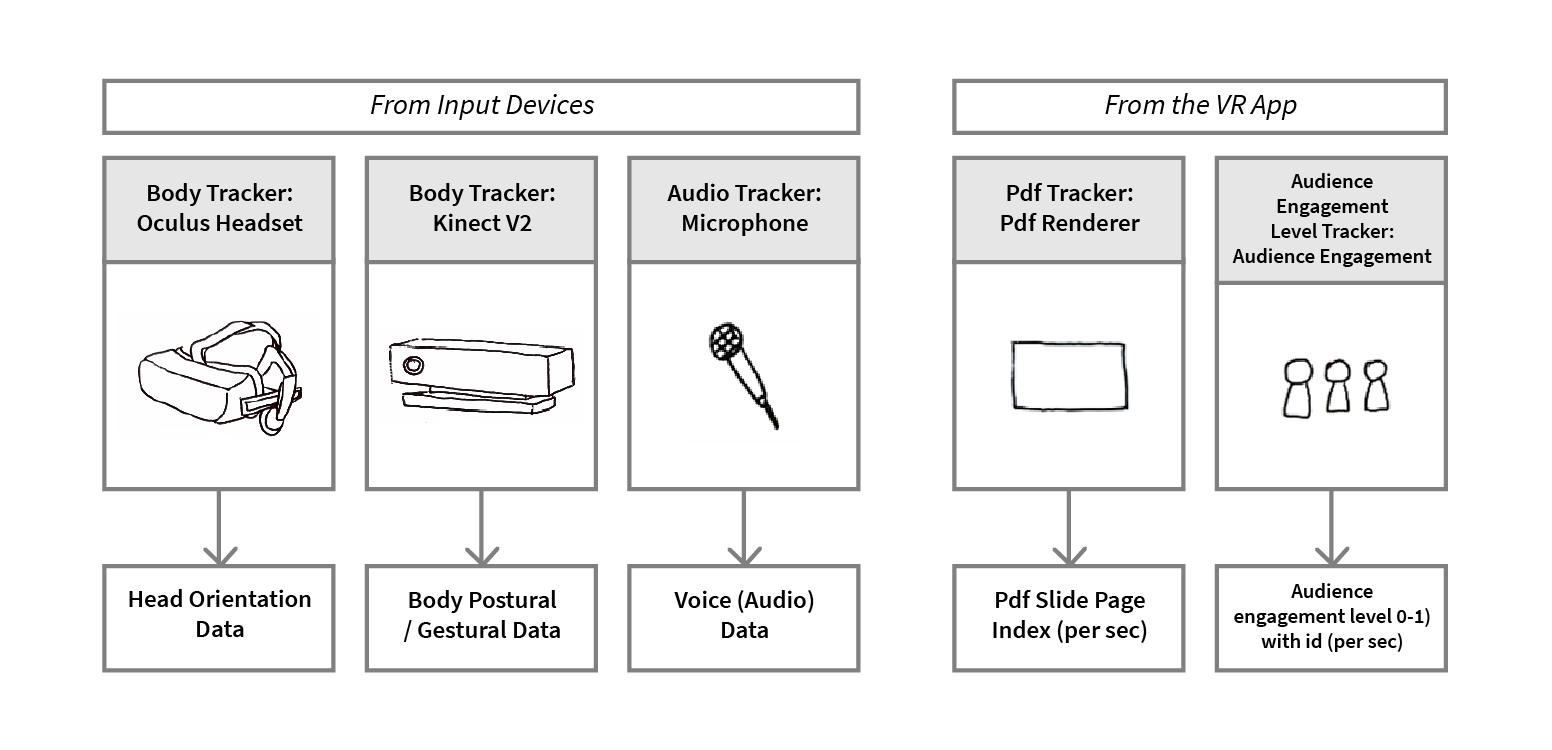 From Input Devices
From the VR App
Body Tracker:
Oculus Headset
Body Tracker:
Kinect V2
Audio Tracker:
Microphone
Pdf Tracker:
Pdf Renderer
Audience
Engagement
Level Tracker:
Audience Engagement
Head Orientation
Data
Body Postural
/ Gestural Data
Voice (Audio)
Data
Pdf Slide Page
Index (per sec)
Audience
engagement level 0-1)
with id (per sec)